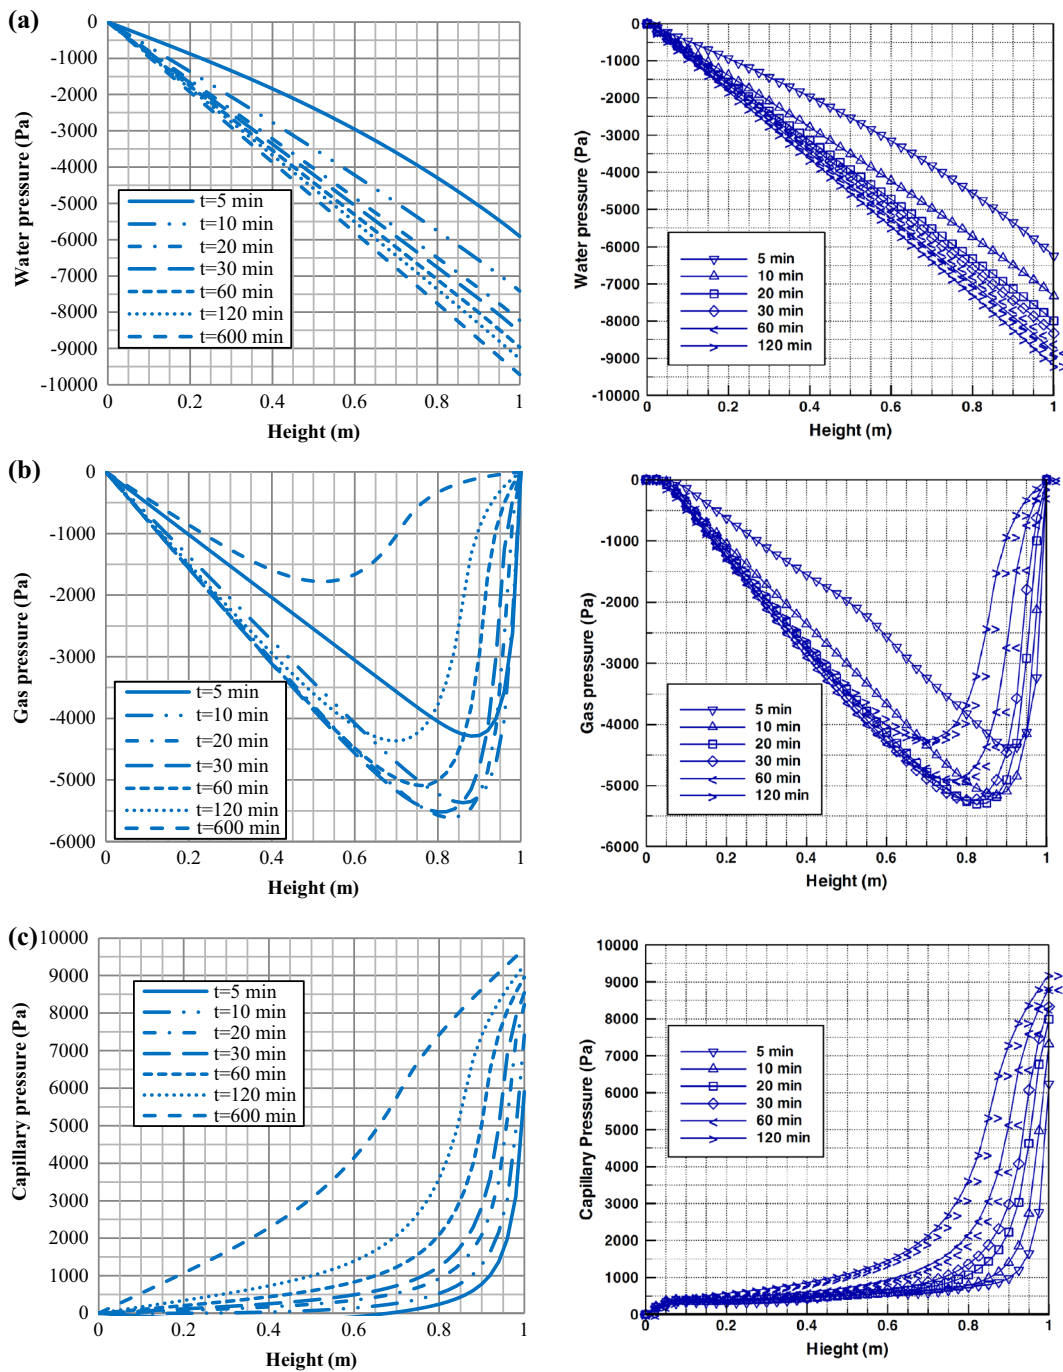 (a)
0
-1000
-2000
-3000
-4000
-5000
-6000
-7000
-8000
-9000
-10000
Water pressure (Pa)
t=5 min
t=10 min
t=20 min
t=30 min
t=60 min
t=120 min
t=600 min
0 0.2 0.4 0.6 0.8 1
Height (m)
0
-1000
-2000
-3000
-4000
-5000
-6000
-7000
-8000
-9000
-10000
Water pressure (Pa)
5 min
10 min
20 min
30 min
60 min
120 min
0 0.2 0.4 0.6 0.8 1
Height (m)
(b)
0
-1000
-2000
-3000
-4000
-5000
-6000
Gas pressure (Pa)
t=5 min
t=10 min
t=20 min
t=30 min
t=60 min
t=120 min
t=600 min
0 0.2 0.4 0.6 0.8 1
Height (m)
0
-1000
-2000
-3000
-4000
-5000
-6000
Gas pressure (Pa)
5 min
10 min
20 min
30 min
60 min
120 min
0 0.2 0.4 0.6 0.8 1
Height (m)
(c)
10000
9000
8000
7000
6000
5000
4000
3000
2000
1000
0
Capillary pressure (Pa)
t=5 min
t=10 min
t=20 min
t=30 min
t=60 min
t=120 min
t=600 min
0 0.2 0.4 0.6 0.8 1
Height (m)
10000
9000
8000
7000
6000
5000
4000
3000
2000
1000
0
Capillary Pressure (Pa)
5 min
10 min
20 min
30 min
60 min
120 min
0 0.2 0.4 0.6 0.8 1
Hieght (m)